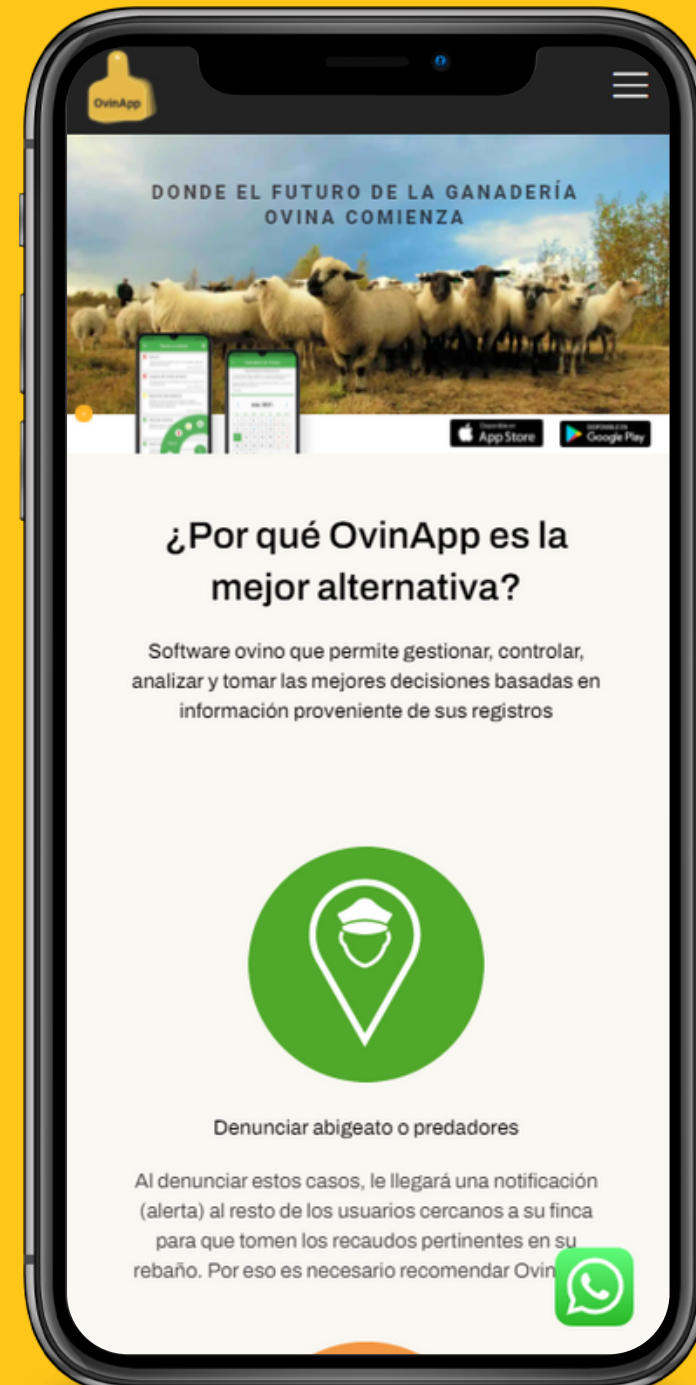 OvinApp
DONDE EL FUTURO DE LA GANADERÍA
OVINA COMIENZA
App Store
DISPONIBLE EN
Google Play
¿Por qué OvinApp es la
mejor alternativa?
Software ovino que permite gestionar, controlar,
analizar y tomar las mejores decisiones basadas en
información proveniente de sus registros
Denunciar abigeato o predadores
Al denunciar estos casos, le llegará una notificación
(alerta) al resto de los usuarios cercanos a su finca
para que tomen los recaudos pertinentes en su
rebaño. Por eso es necesario recomendar Ovin